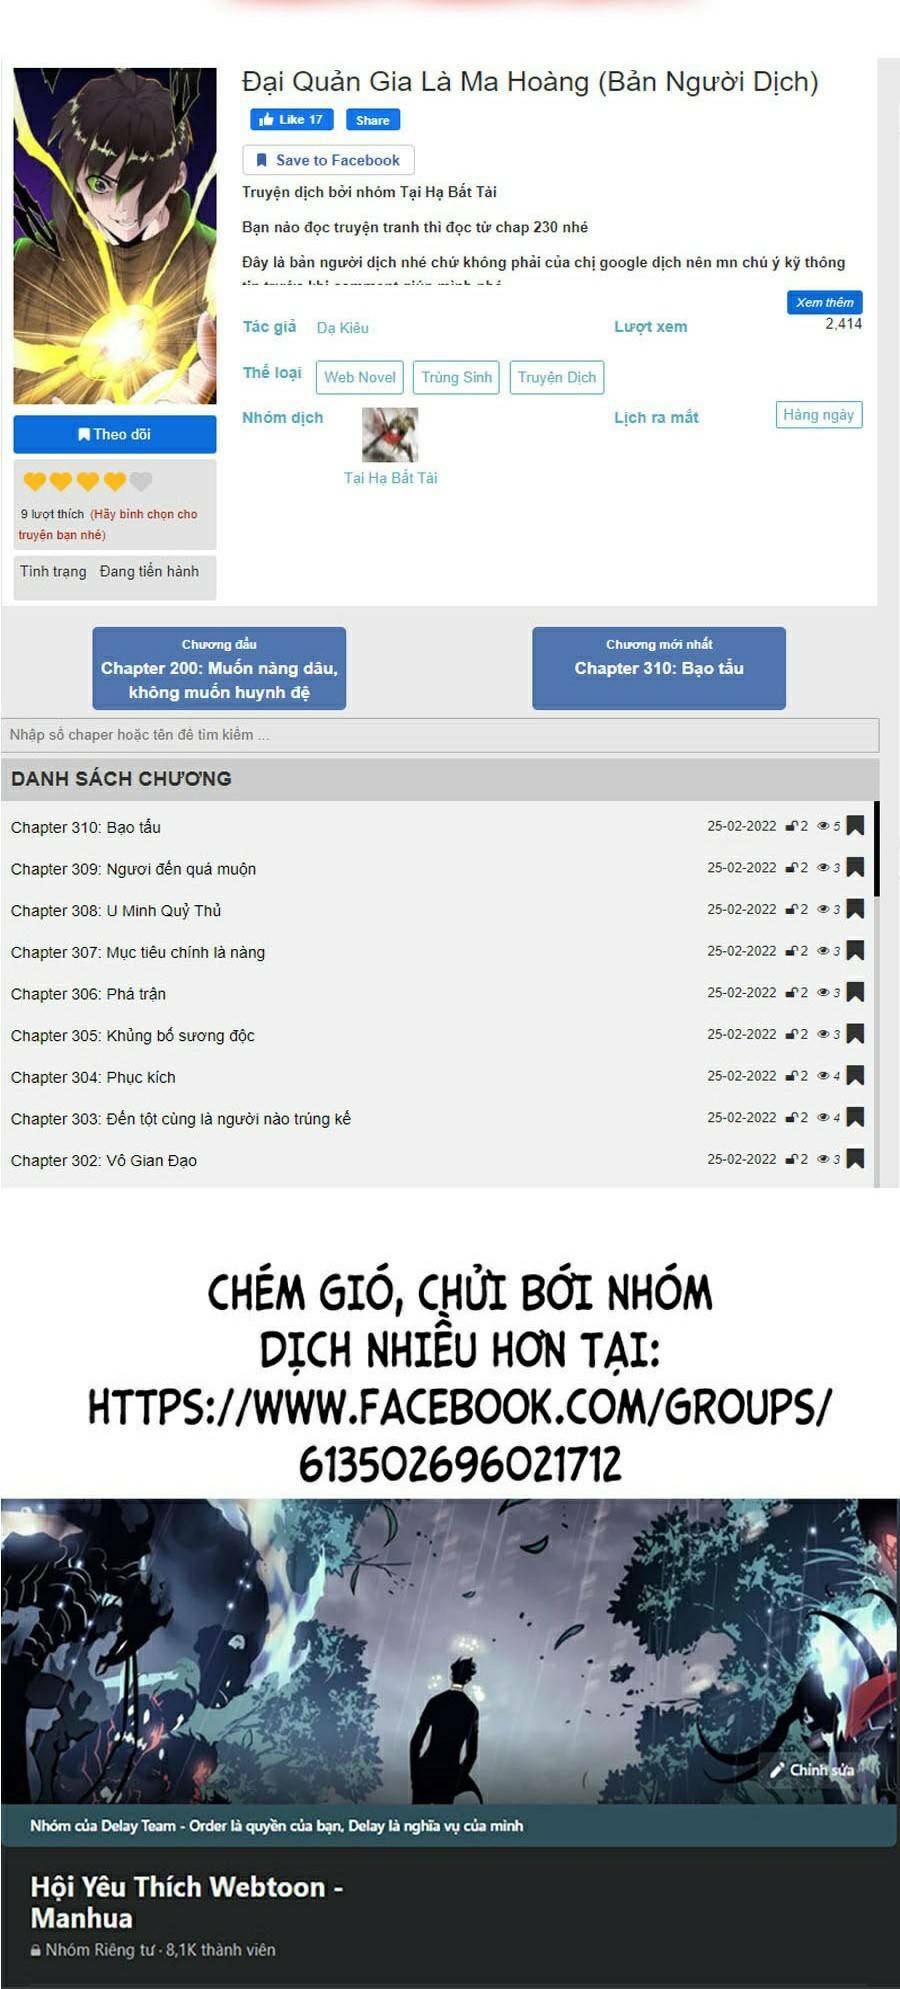 Đại Quản Gia Là Ma Hoàng (Bản Người Dịch)
Like 17 Share
Save to Facebook
Truyện dịch bởi nhóm Tại Hạ Bất Tài
Bạn nào đọc truyện tranh thì đọc từ chap 230 nhé
Đây là bản người dịch nhé chứ không phải của chị google dịch nên mn chú ý kỹ thông
Xem thêm
Tác giả Dạ Kiêu Lượt xem 2,414
Thể loại Web Novel Trùng Sinh Truyện Dịch
Nhóm dịch Lịch ra mắt Hàng ngày
Tại Hạ Bất Tài
Theo dõi
9 lượt thích (Hãy bình chọn cho
truyện bạn nhé)
Tình trạng Đang tiến hành
Chương đầu
Chapter 200: Muốn nàng dâu,
không muốn huynh đệ
Chương mới nhất
Chapter 310: Bạo tẩu
Nhập số chaper hoặc tên để tìm kiếm ...
DANH SÁCH CHƯƠNG
Chapter 310: Bạo tẩu 25-02-2022 2 5
Chapter 309: Ngươi đến quá muộn 25-02-2022 2 3
Chapter 308: U Minh Quỷ Thủ 25-02-2022 2 3
Chapter 307: Mục tiêu chính là nàng 25-02-2022 2 3
Chapter 306: Phá trận 25-02-2022 2 3
Chapter 305: Khủng bố sương độc 25-02-2022 2 3
Chapter 304: Phục kích 25-02-2022 2 4
Chapter 303: Đến tột cùng là người nào trúng kế 25-02-2022 2 4
Chapter 302: Vô Gian Đạo 25-02-2022 2 3
CHÉM GIÓ, CHỬI BỚI NHÓM
DỊCH NHIỀU HƠN TẠI:
HTTPS://WWW.FACEBOOK.COM/GROUPS/
613502696021712
Chỉnh sửa
Nhóm của Delay Team - Order là quyền của bạn, Delay là nghĩa vụ của mình
Hội Yêu Thích Webtoon -
Manhua
Nhóm Riêng tư · 8,1K thành viên